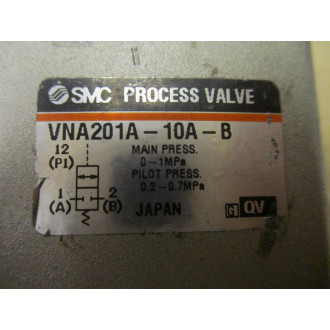 SMC PROCESS VALVE
VNA201A-10A-B
12
(P1)
MAIN PRESS.
0~1MPa
PILOT PRESS.
0.2~0.7MPa
1
(A)
2
(B)
JAPAN
QV